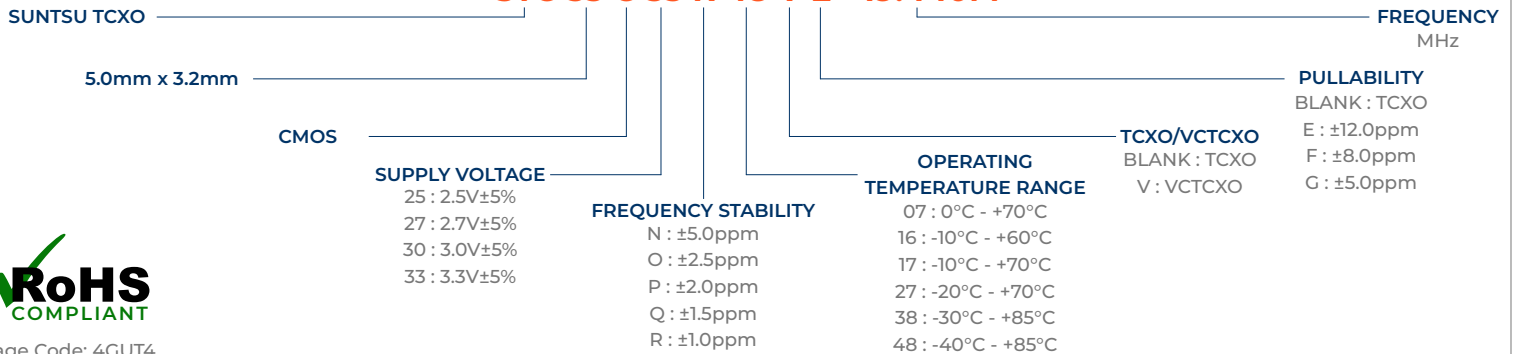 SUNTSU TCXO
FREQUENCY
MHz
5.0mm x 3.2mm
PULLABILITY
BLANK : TCXO
E : ±12.0ppm
F : ±8.0ppm
G : ±5.0ppm
CMOS
TCXO/VCTCXO
BLANK : TCXO
V : VCTCXO
SUPPLY VOLTAGE
25 : 2.5V±5%
27 : 2.7V±5%
30 : 3.0V±5%
33 : 3.3V±5%
FREQUENCY STABILITY
N : ±5.0ppm
O : ±2.5ppm
P : ±2.0ppm
Q : ±1.5ppm
R : ±1.0ppm
OPERATING
TEMPERATURE RANGE
07 : 0°C - +70°C
16 : -10°C - +60°C
17 : -10°C - +70°C
27 : -20°C - +70°C
38 : -30°C - +85°C
48 : -40°C - +85°C
RoHS
COMPLIANT
Code: 4GUT4